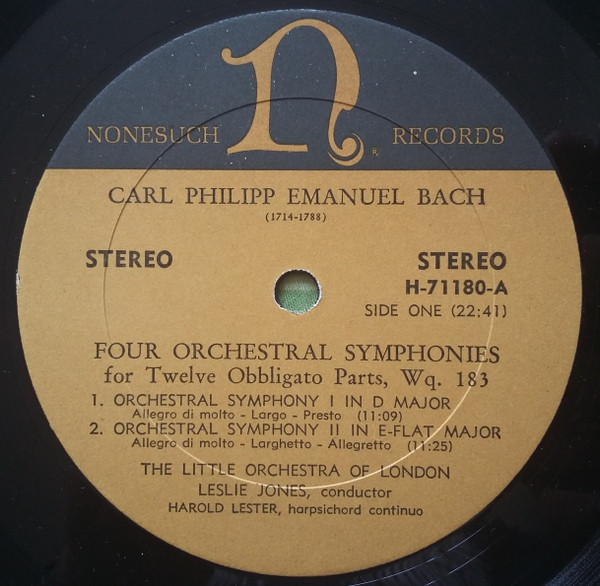 n
NONESUCH RECORDS
®
CARL PHILIPP EMANUEL BACH
(1714-1788)
STEREO STEREO
H-71180-A
SIDE ONE (22:41)
FOUR ORCHESTRAL SYMPHONIES
for Twelve Obbligato Parts, Wq. 183
1. ORCHESTRAL SYMPHONY I IN D MAJOR
Allegro di molto - Largo - Presto (11:09)
2. ORCHESTRAL SYMPHONY II IN E-FLAT MAJOR
Allegro di molto - Larghetto - Allegretto (11:25)
THE LITTLE ORCHESTRA OF LONDON
LESLIE JONES, conductor
HAROLD LESTER, harpsichord continuo